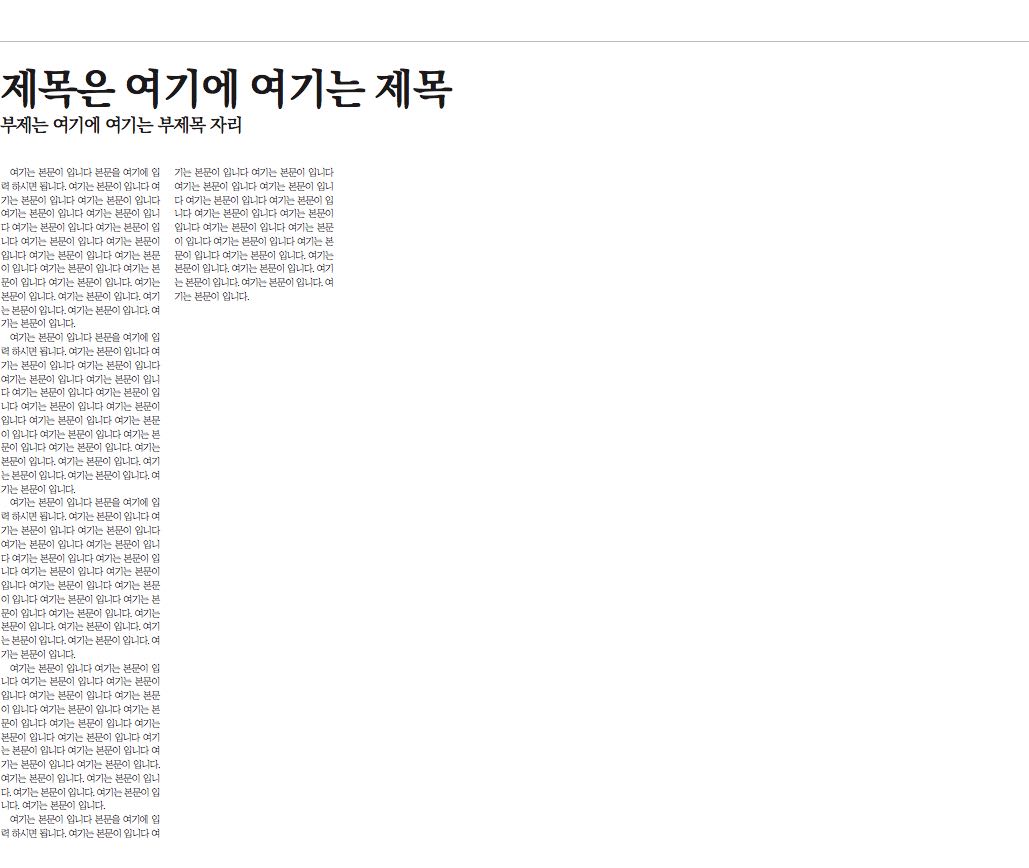 제목은 여기에 여기는 제목
부제는 여기에 여기는 부제목 자리
여기는 본문이 입니다 본문을 여기에 입
력 하시면 됩니다. 여기는 본문이 입니다 여
기는 본문이 입니다 여기는 본문이 입니다
여기는 본문이 입니다 여기는 본문이 입니
다 여기는 본문이 입니다 여기는 본문이 입
니다 여기는 본문이 입니다 여기는 본문이
입니다 여기는 본문이 입니다 여기는 본문
이 입니다 여기는 본문이 입니다 여기는 본
문이 입니다 여기는 본문이 입니다. 여기는
본문이 입니다. 여기는 본문이 입니다. 여기
는 본문이 입니다. 여기는 본문이 입니다. 여
기는 본문이 입니다.
여기는 본문이 입니다 본문을 여기에 입
력 하시면 됩니다. 여기는 본문이 입니다 여
기는 본문이 입니다 여기는 본문이 입니다
여기는 본문이 입니다 여기는 본문이 입니
다 여기는 본문이 입니다 여기는 본문이 입
니다 여기는 본문이 입니다 여기는 본문이
입니다 여기는 본문이 입니다 여기는 본문
이 입니다 여기는 본문이 입니다 여기는 본
문이 입니다 여기는 본문이 입니다. 여기는
본문이 입니다. 여기는 본문이 입니다. 여기
는 본문이 입니다. 여기는 본문이 입니다. 여
기는 본문이 입니다.
여기는 본문이 입니다 본문을 여기에 입
력 하시면 됩니다. 여기는 본문이 입니다 여
기는 본문이 입니다 여기는 본문이 입니다
여기는 본문이 입니다 여기는 본문이 입니
다 여기는 본문이 입니다 여기는 본문이 입
니다 여기는 본문이 입니다 여기는 본문이
입니다 여기는 본문이 입니다 여기는 본문
이 입니다 여기는 본문이 입니다 여기는 본
문이 입니다 여기는 본문이 입니다. 여기는
본문이 입니다. 여기는 본문이 입니다. 여기
는 본문이 입니다. 여기는 본문이 입니다. 여
기는 본문이 입니다.
여기는 본문이 입니다 여기는 본문이 입
니다 여기는 본문이 입니다 여기는 본문이
입니다 여기는 본문이 입니다 여기는 본문
이 입니다 여기는 본문이 입니다 여기는 본
문이 입니다 여기는 본문이 입니다 여기는
본문이 입니다 여기는 본문이 입니다 여기
는 본문이 입니다 여기는 본문이 입니다 여
기는 본문이 입니다 여기는 본문이 입니다.
여기는 본문이 입니다. 여기는 본문이 입니
다. 여기는 본문이 입니다. 여기는 본문이 입
니다. 여기는 본문이 입니다.
여기는 본문이 입니다 본문을 여기에 입
력 하시면 됩니다. 여기는 본문이 입니다 여
기는 본문이 입니다 여기는 본문이 입니다
여기는 본문이 입니다 여기는 본문이 입니
다 여기는 본문이 입니다 여기는 본문이 입
니다 여기는 본문이 입니다 여기는 본문이
입니다 여기는 본문이 입니다 여기는 본문
이 입니다 여기는 본문이 입니다 여기는 본
문이 입니다 여기는 본문이 입니다. 여기는
본문이 입니다. 여기는 본문이 입니다. 여기
는 본문이 입니다. 여기는 본문이 입니다. 여
기는 본문이 입니다.